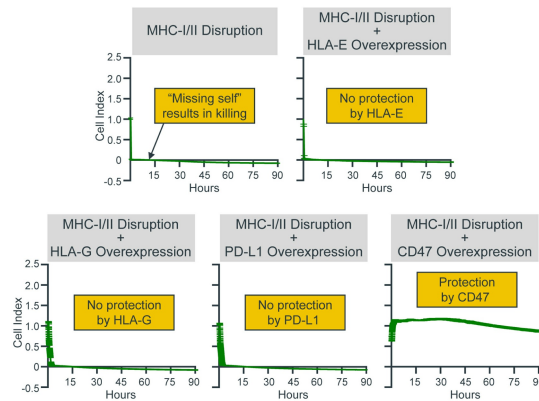 MHC-I/II Disruption
MHC-I/II Disruption
+
HLA-E Overexpression
2.5
2.0
1.5
1.0
0.5
0
-0.5
Cell Index
"Missing self"
results in killing
15 30 45 60 75 90
Hours
No protection
by HLA-E
15 30 45 60 75 90
Hours
MHC-I/II Disruption
+
HLA-G Overexpression
MHC-I/II Disruption
+
PD-L1 Overexpression
MHC-I/II Disruption
+
CD47 Overexpression
2.5
2.0
1.5
1.0
0.5
0
-0.5
Cell Index
No protection
by HLA-G
15 30 45 60 75 90
Hours
No protection
by PD-L1
15 30 45 60 75 90
Hours
Protection
by CD47
15 30 45 60 75 90
Hours